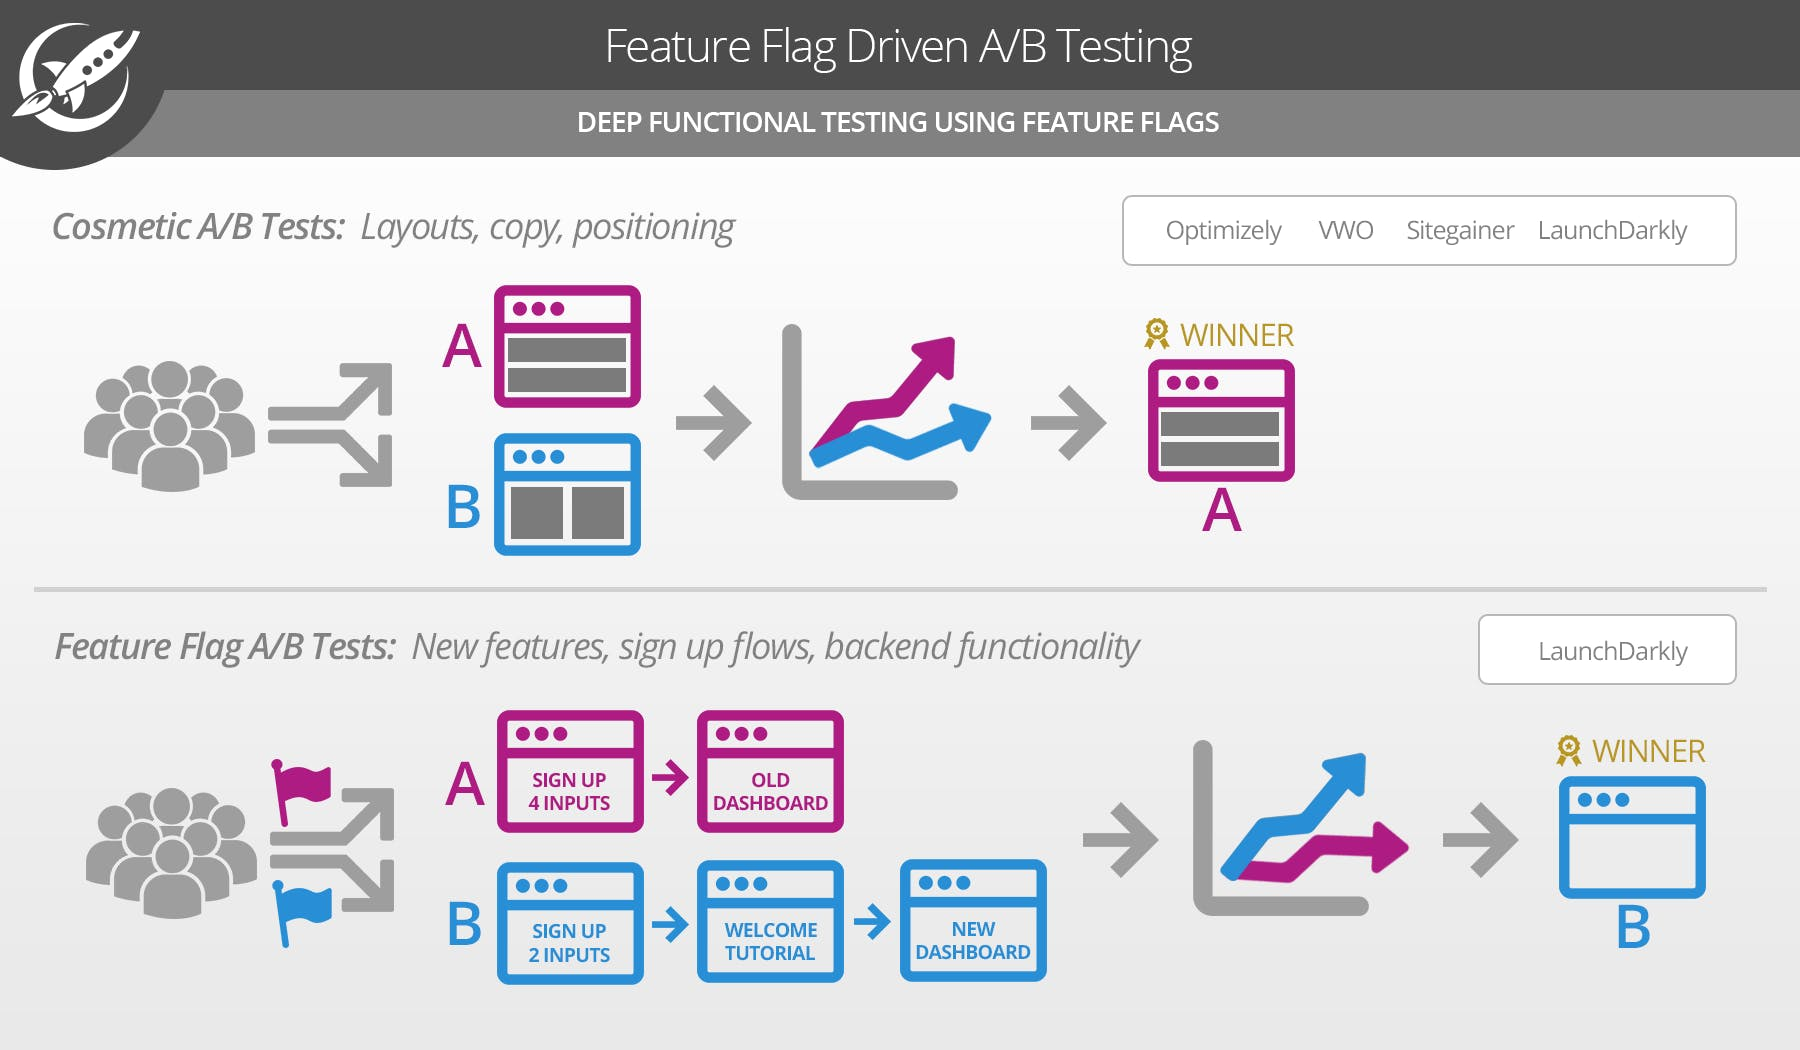 Feature Flag Driven A/B Testing
DEEP FUNCTIONAL TESTING USING FEATURE FLAGS
Cosmetic A/B Tests: Layouts, copy, positioning
Optimizely VWO Sitegainer LaunchDarkly
A
B
WINNER
A
Feature Flag A/B Tests: New features, sign up flows, backend functionality
LaunchDarkly
A
SIGN UP
4 INPUTS
OLD
DASHBOARD
B
SIGN UP
2 INPUTS
WELCOME
TUTORIAL
NEW
DASHBOARD
WINNER
B